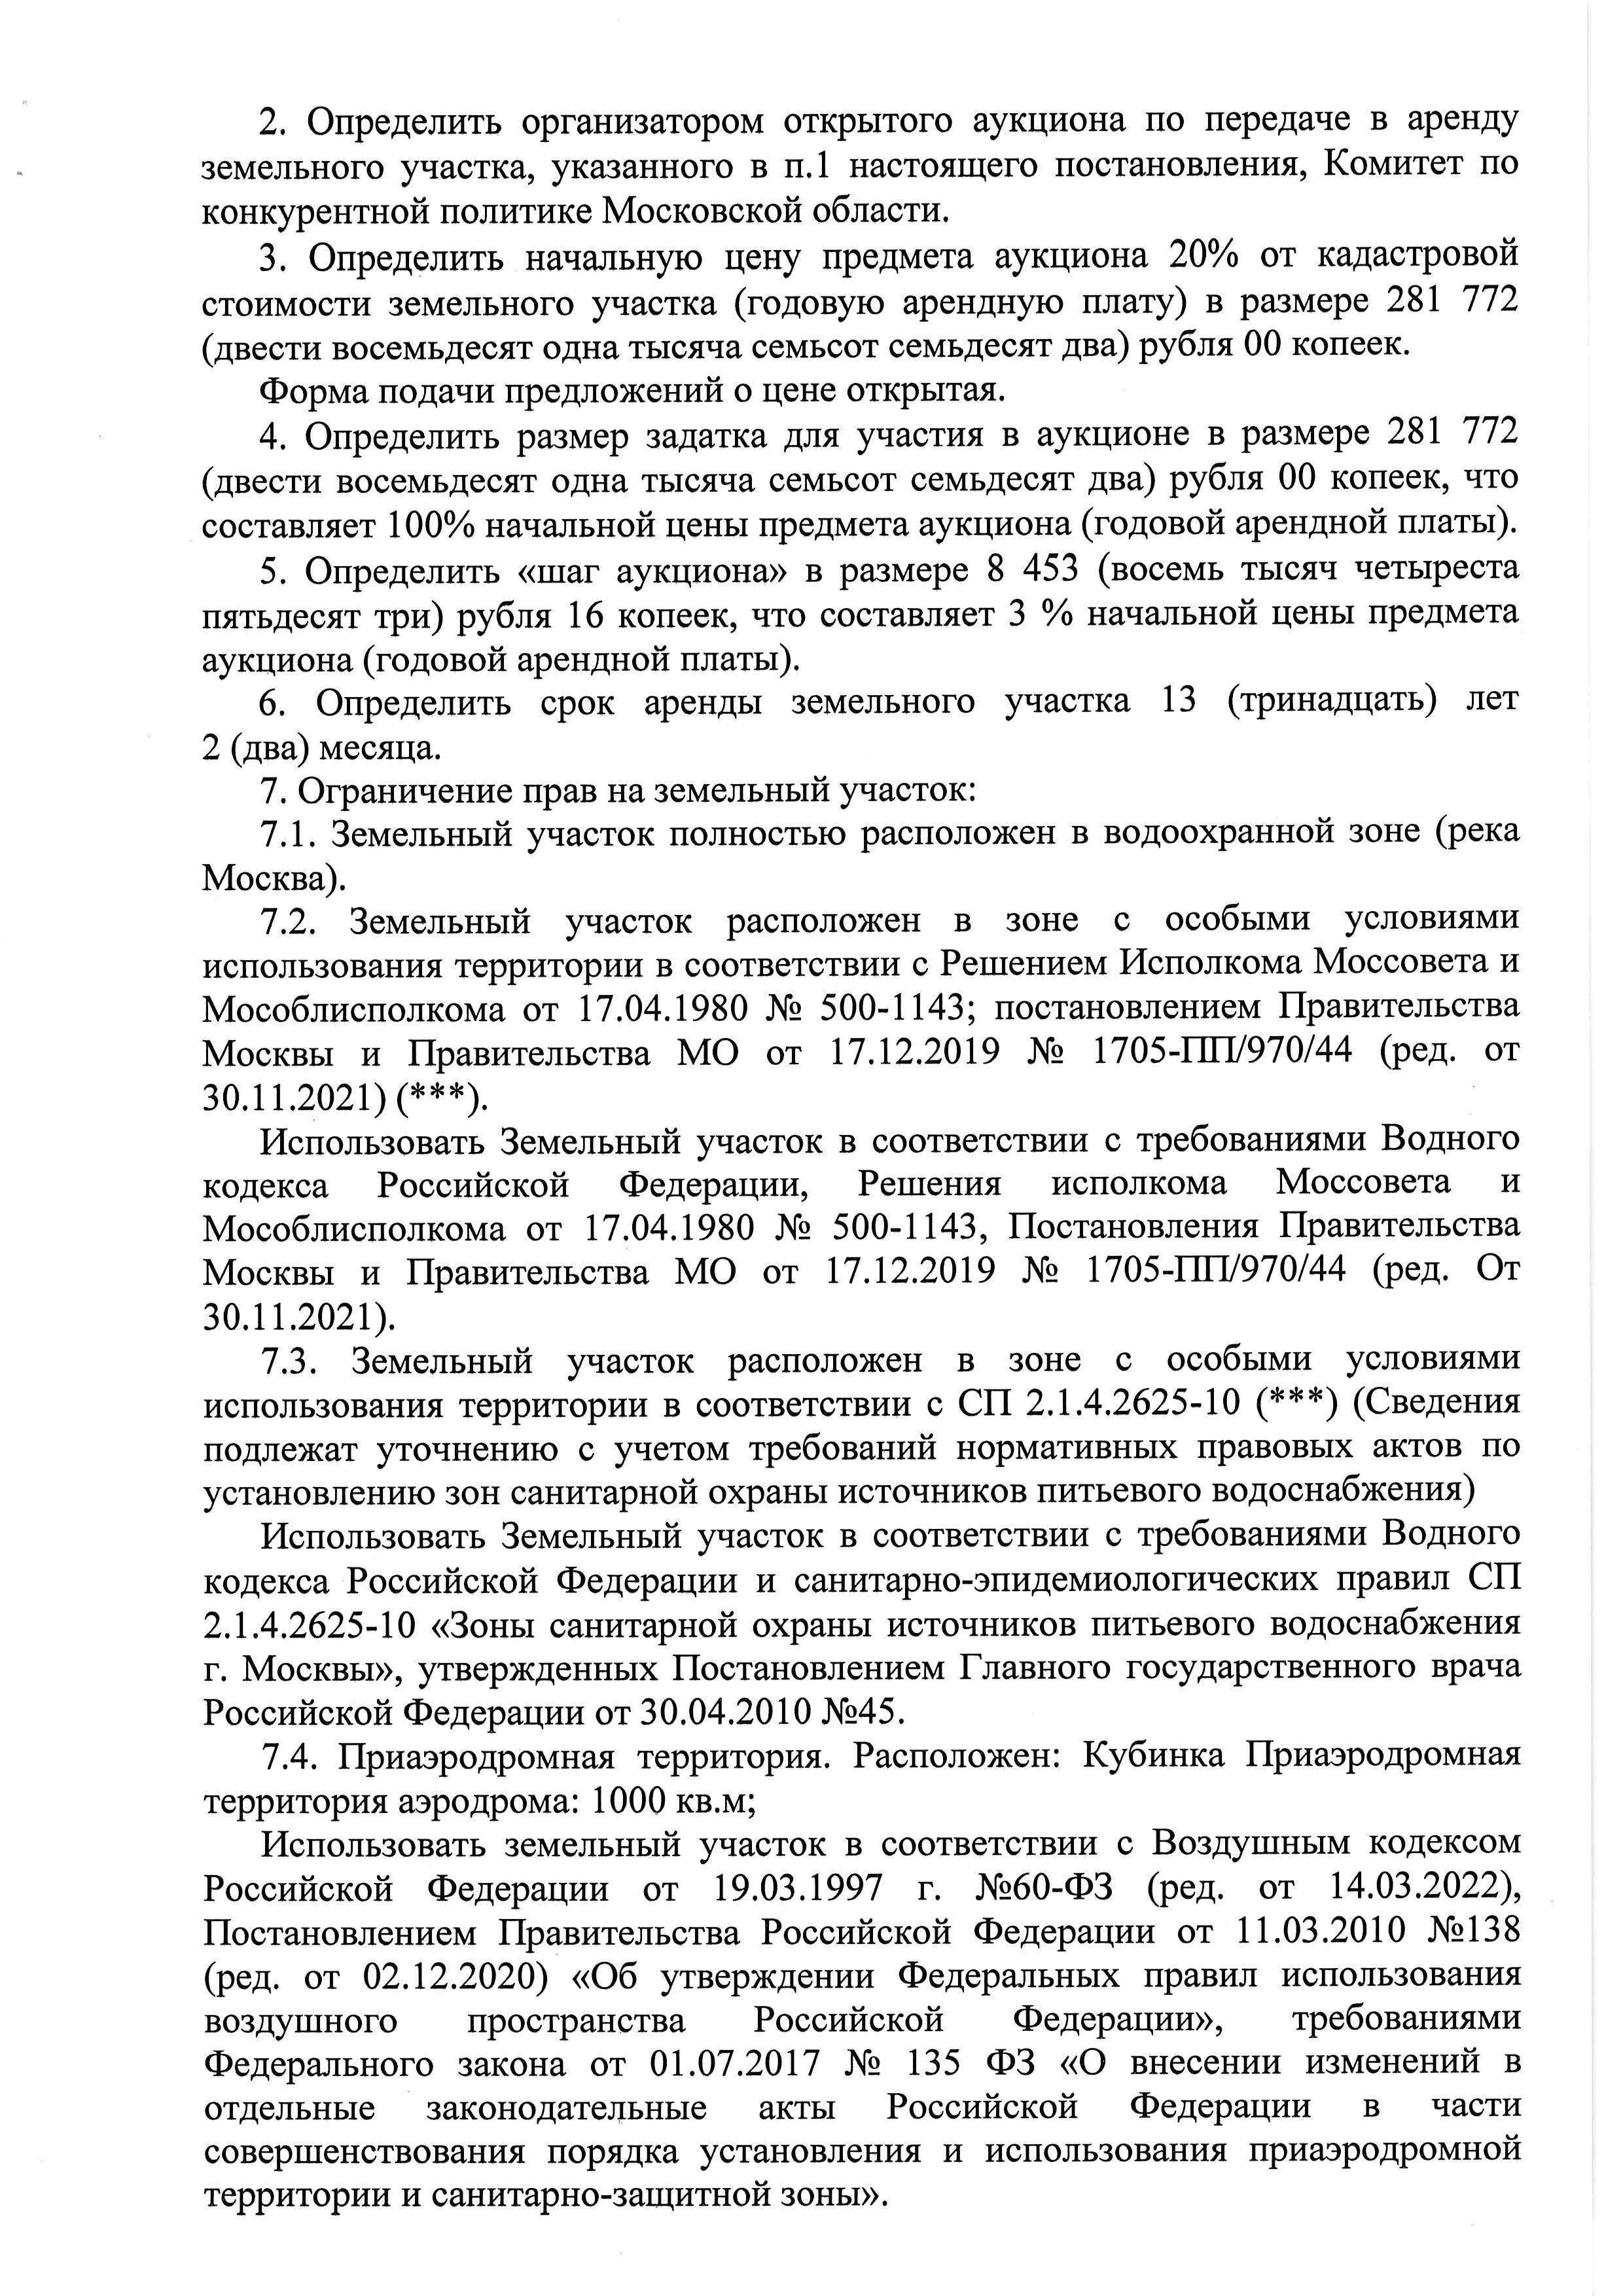 2. Определить организатором открытого аукциона по передаче в аренду
земельного участка, указанного в п.1 настоящего постановления, Комитет по
конкурентной политике Московской области.
3. Определить начальную цену предмета аукциона 20% от кадастровой
стоимости земельного участка (годовую арендную плату) в размере 281 772
(двести восемьдесят одна тысяча семьсот семьдесят два) рубля 00 копеек.
Форма подачи предложений о цене открытая.
4. Определить размер задатка для участия в аукционе в размере 281 772
(двести восемьдесят одна тысяча семьсот семьдесят два) рубля 00 копеек, что
составляет 100% начальной цены предмета аукциона (годовой арендной платы).
5. Определить «шаг аукциона» в размере 8 453 (восемь тысяч четыреста
пятьдесят три) рубля 16 копеек, что составляет 3 % начальной цены предмета
аукциона (годовой арендной платы).
6. Определить срок аренды земельного участка 13 (тринадцать) лет
2 (два) месяца.
7. Ограничение прав на земельный участок:
7.1. Земельный участок полностью расположен в водоохранной зоне (река
Москва).
7.2. Земельный участок расположен в зоне с особыми условиями
использования территории в соответствии с Решением Исполкома Моссовета и
Мособлисполкома от 17.04.1980 № 500-1143; постановлением Правительства
Москвы и Правительства МО от 17.12.2019 № 1705-ПП/970/44 (ред. от
30.11.2021) (***).
Использовать Земельный участок в соответствии с требованиями Водного
кодекса Российской Федерации, Решения исполкома Моссовета и
Мособлисполкома от 17.04.1980 № 500-1143, Постановления Правительства
Москвы и Правительства МО от 17.12.2019 № 1705-ПП/970/44 (ред. От
30.11.2021).
7.3. Земельный участок расположен в зоне с особыми условиями
использования территории в соответствии с СП 2.1.4.2625-10 (***) (Сведения
подлежат уточнению с учетом требований нормативных правовых актов по
установлению зон санитарной охраны источников питьевого водоснабжения)
Использовать Земельный участок в соответствии с требованиями Водного
кодекса Российской Федерации и санитарно-эпидемиологических правил СП
2.1.4.2625-10 «Зоны санитарной охраны источников питьевого водоснабжения
г. Москвы», утвержденных Постановлением Главного государственного врача
Российской Федерации от 30.04.2010 №45.
7.4. Приаэродромная территория. Расположен: Кубинка Приаэродромная
территория аэродрома: 1000 кв.м;
Использовать земельный участок в соответствии с Воздушным кодексом
Российской Федерации от 19.03.1997 г. №60-ФЗ (ред. от 14.03.2022),
Постановлением Правительства Российской Федерации от 11.03.2010 №138
(ред. от 02.12.2020) «Об утверждении Федеральных правил использования
воздушного пространства Российской Федерации», требованиями
Федерального закона от 01.07.2017 № 135 ФЗ «О внесении изменений в
отдельные законодательные акты Российской Федерации в части
совершенствования порядка установления и использования приаэродромной
территории и санитарно-защитной зоны».